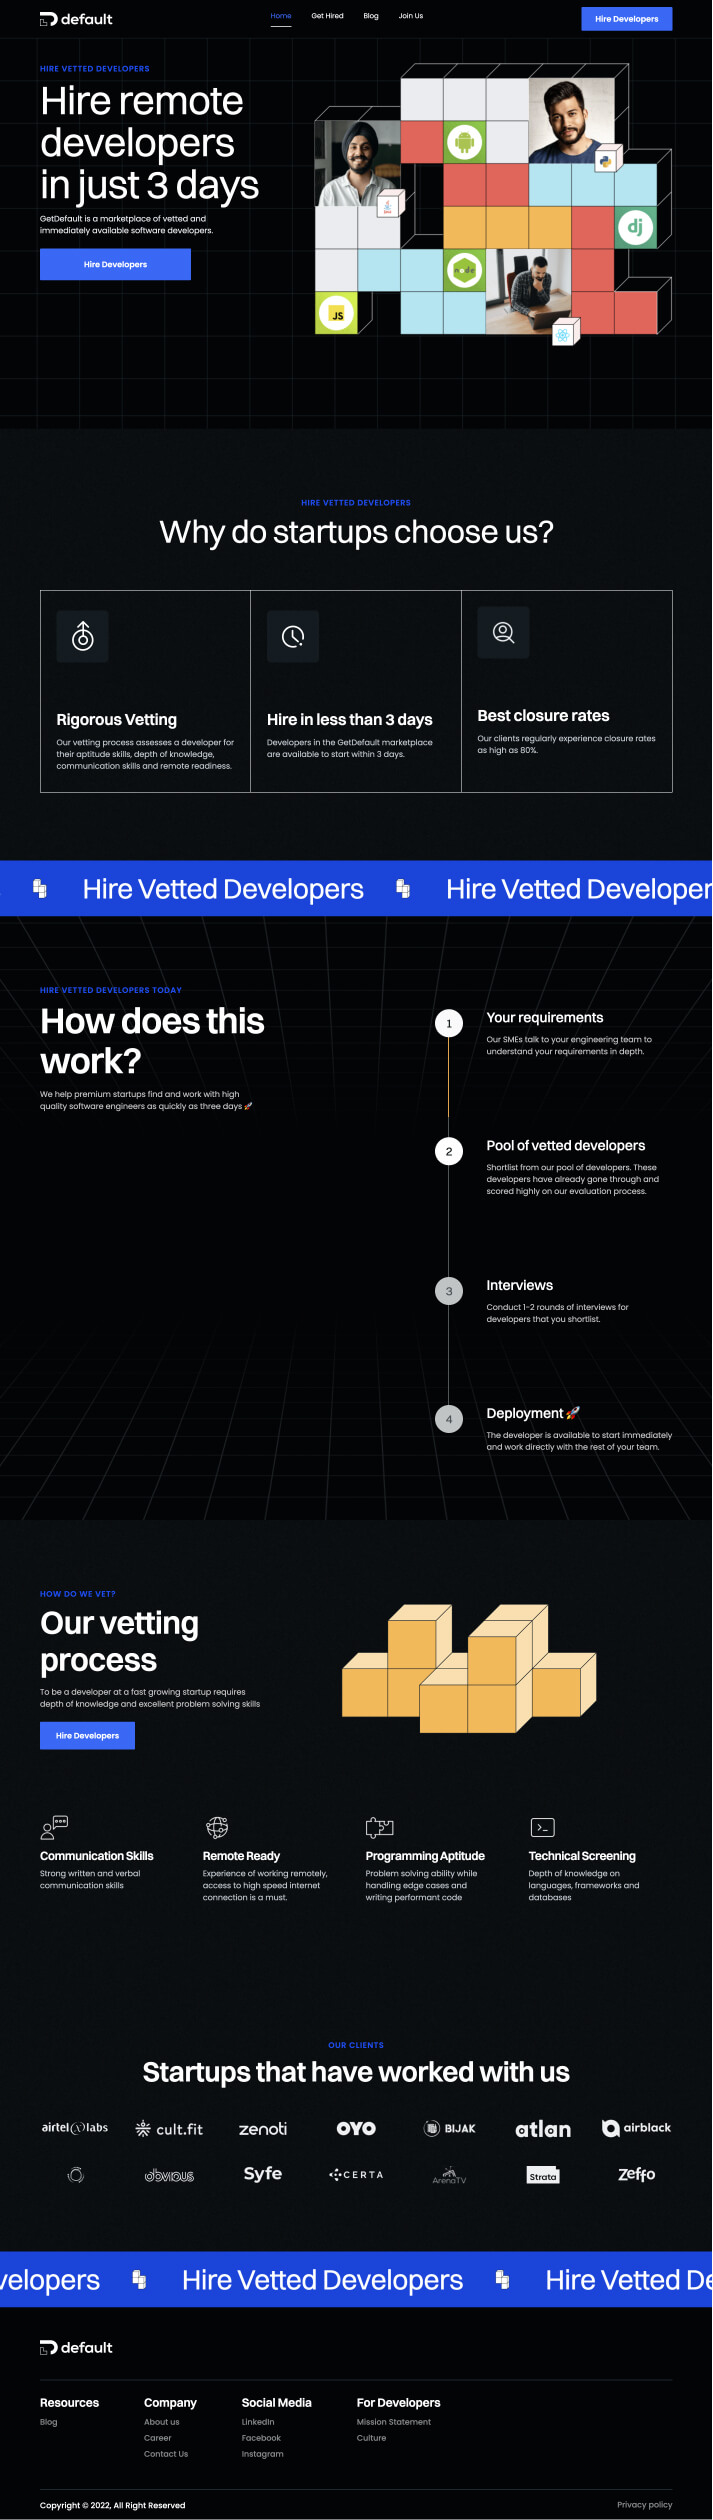 default
Home
Get Hired
Blog
Join Us
Hire Developers
HIRE VETTED DEVELOPERS
Hire remote
developers
in just 3 days
GetDefault is a marketplace of vetted and
immediately available software developers.
Hire Developers
dj
node
JS
HIRE VETTED DEVELOPERS
Why do startups choose us?
Rigorous Vetting
Our vetting process assesses a developer for
their aptitude skills, depth of knowledge,
communication skills and remote readiness.
Hire in less than 3 days
Developers in the GetDefault marketplace
are available to start within 3 days.
Best closure rates
Our clients regularly experience closure rates
as high as 80%.
Hire Vetted Developers
Hire Vetted Developer
HIRE VETTED DEVELOPERS TODAY
How does this
work?
We help premium startups find and work with high
quality software engineers as quickly as three days 🚀
1
Your requirements
Our SMEs talk to your engineering team to
understand your requirements in depth.
2
Pool of vetted developers
Shortlist from our pool of developers. These
developers have already gone through and
scored highly on our evaluation process.
3
Interviews
Conduct 1-2 rounds of interviews for
developers that you shortlist.
4
Deployment 🚀
The developer is available to start immediately
and work directly with the rest of your team.
HOW DO WE VET?
Our vetting
process
To be a developer at a fast growing startup requires
depth of knowledge and excellent problem solving skills
Hire Developers
Communication Skills
Strong written and verbal
communication skills
Remote Ready
Experience of working remotely,
access to high speed internet
connection is a must.
Programming Aptitude
Problem solving ability while
handling edge cases and
writing performant code
Technical Screening
Depth of knowledge on
languages, frameworks and
databases
OUR CLIENTS
Startups that have worked with us
airtel X labs
cult.fit
zenoti
OYO
BIJAK
atlan
airblack
obvious
Syfe
CERTA
ArenaTV
Strata
Zeffo
velopers
Hire Vetted Developers
Hire Vetted De
default
Resources
Blog
Company
About us
Career
Contact Us
Social Media
LinkedIn
Facebook
Instagram
For Developers
Mission Statement
Culture
Copyright © 2022, All Right Reserved
Privacy policy